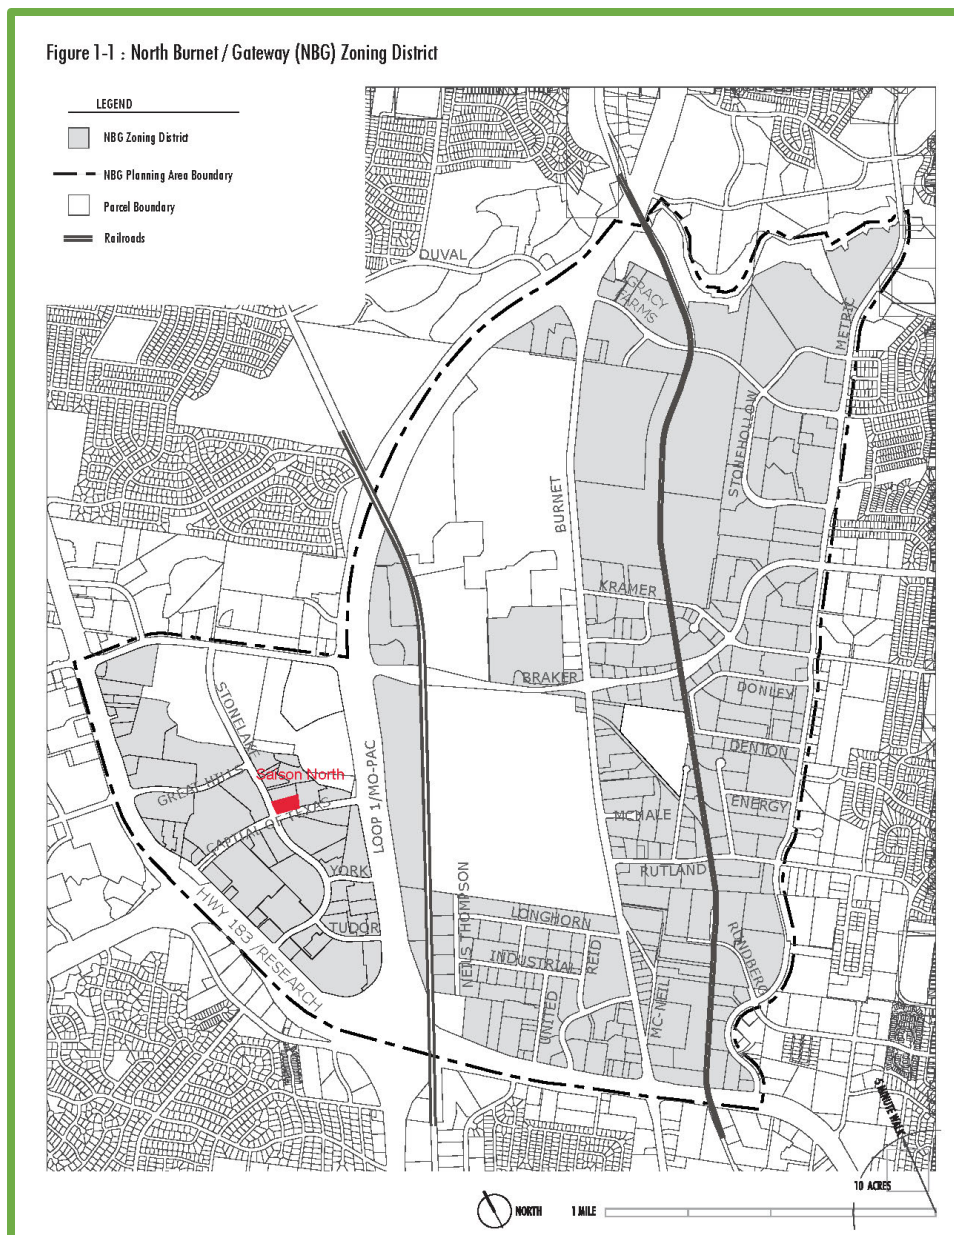 Figure 1-1 : North Burnet / Gateway (NBG) Zoning District
LEGEND
NBG Zoning District
NBG Planning Area Boundary
Parcel Boundary
Railroads
DUVAL
GRACY
FARMS
METRIC
STONEHOLLOW
BURNET
KRAMER
BRAKER
DONLEY
STONELAKE
DENTON
LOOP 1/MO-PAC
Saison North
GREAT HILLS
ENERGY
CAPITAL OF TEXAS
MCHALE
YORK
RUTLAND
HWY 183 /RESEARCH
TUDOR
NEILS THOMPSON
LONGHORN
REID
RUNDBERG
INDUSTRIAL
UNITED
MC NEIL
5 MINUTE WALK
10 ACRES
NORTH
1 MILE